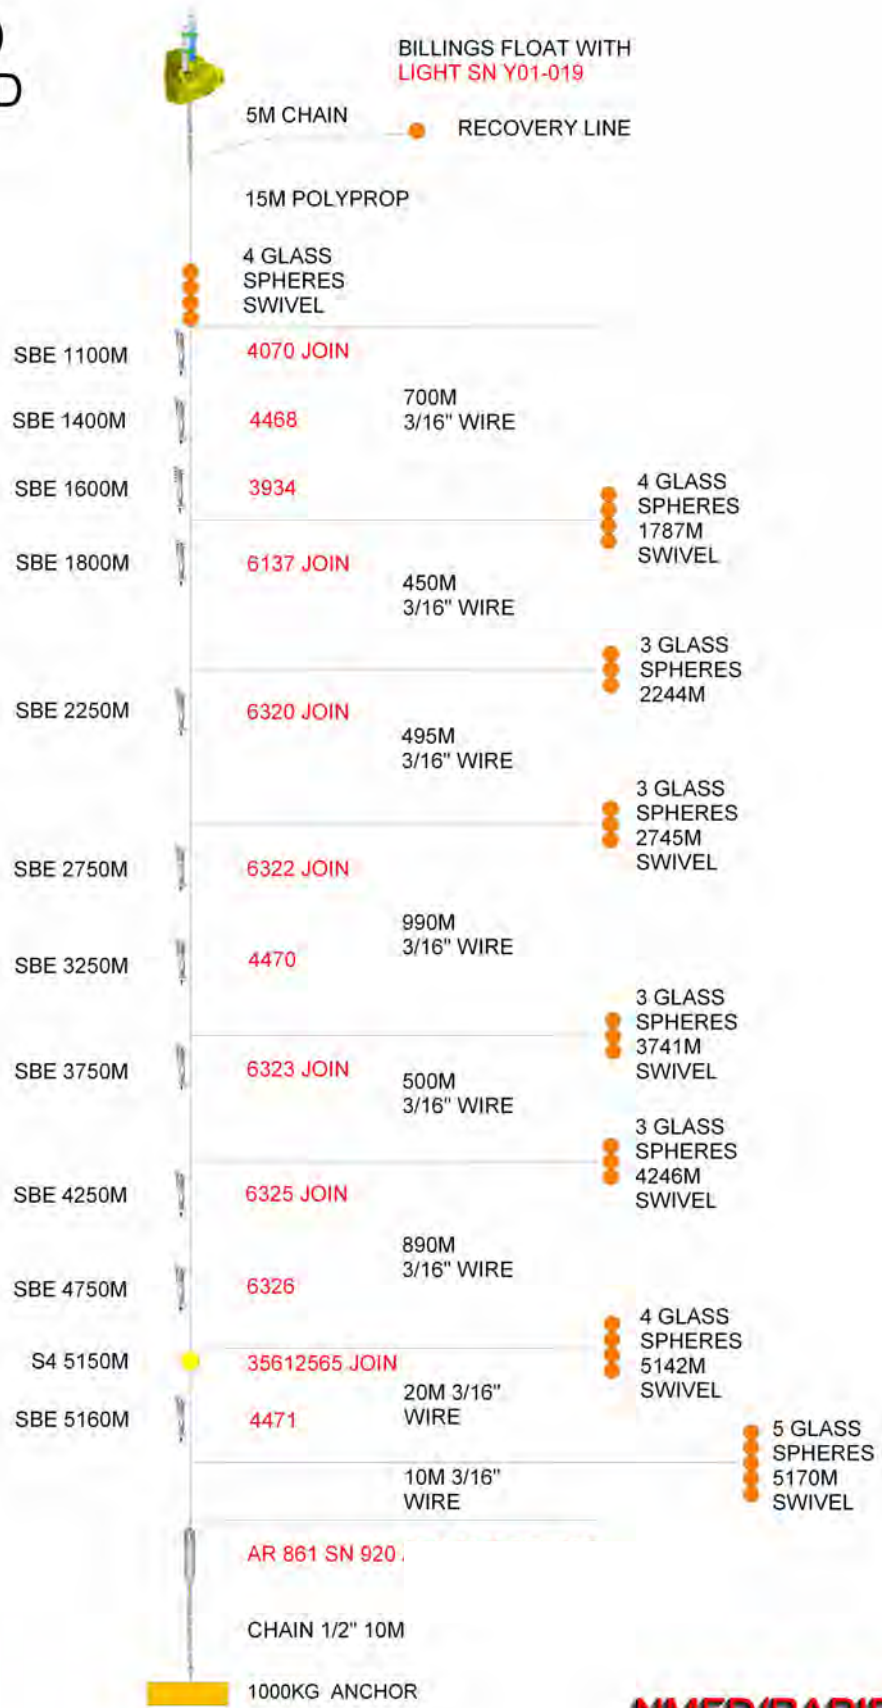 D
BILLINGS FLOAT WITH
LIGHT SN Y01-019
5M CHAIN
RECOVERY LINE
15M POLYPROP
4 GLASS
SPHERES
SWIVEL
SBE 1100M
4070 JOIN
700M
3/16" WIRE
SBE 1400M
4468
SBE 1600M
3934
4 GLASS
SPHERES
1787M
SWIVEL
SBE 1800M
6137 JOIN
450M
3/16" WIRE
3 GLASS
SPHERES
2244M
SBE 2250M
6320 JOIN
495M
3/16" WIRE
3 GLASS
SPHERES
2745M
SWIVEL
SBE 2750M
6322 JOIN
990M
3/16" WIRE
SBE 3250M
4470
3 GLASS
SPHERES
3741M
SWIVEL
SBE 3750M
6323 JOIN
500M
3/16" WIRE
3 GLASS
SPHERES
4246M
SWIVEL
SBE 4250M
6325 JOIN
890M
3/16" WIRE
SBE 4750M
6326
4 GLASS
SPHERES
5142M
SWIVEL
S4 5150M
35612565 JOIN
20M 3/16"
WIRE
SBE 5160M
4471
5 GLASS
SPHERES
5170M
SWIVEL
10M 3/16"
WIRE
AR 861 SN 920
CHAIN 1/2" 10M
1000KG ANCHOR